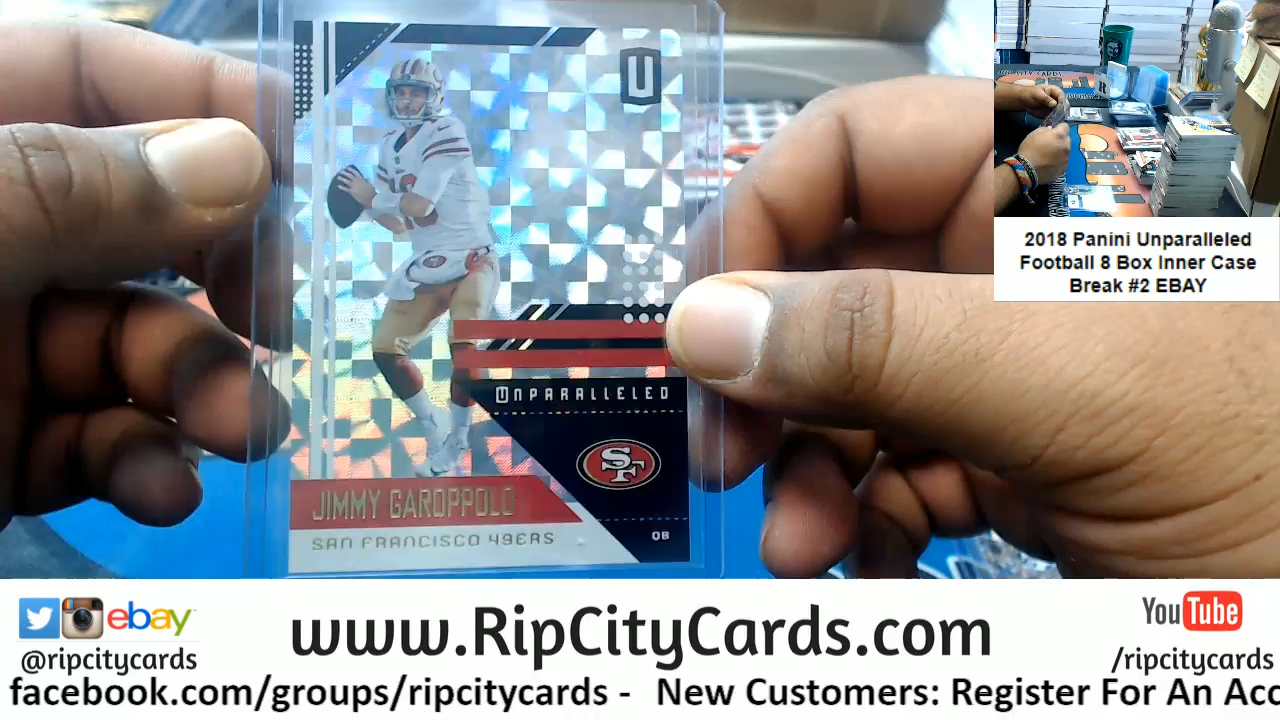 U
UNPARALLELED
SF
JIMMY GAROPPOLO
SAN FRANCISCO 49ERS
QB
2018 Panini Unparalleled
Football 8 Box Inner Case
Break #2 EBAY
ebay
@ripcitycards
www.RipCityCards.com
YouTube
/ripcitycards
facebook.com/groups/ripcitycards - New Customers: Register For An Acc